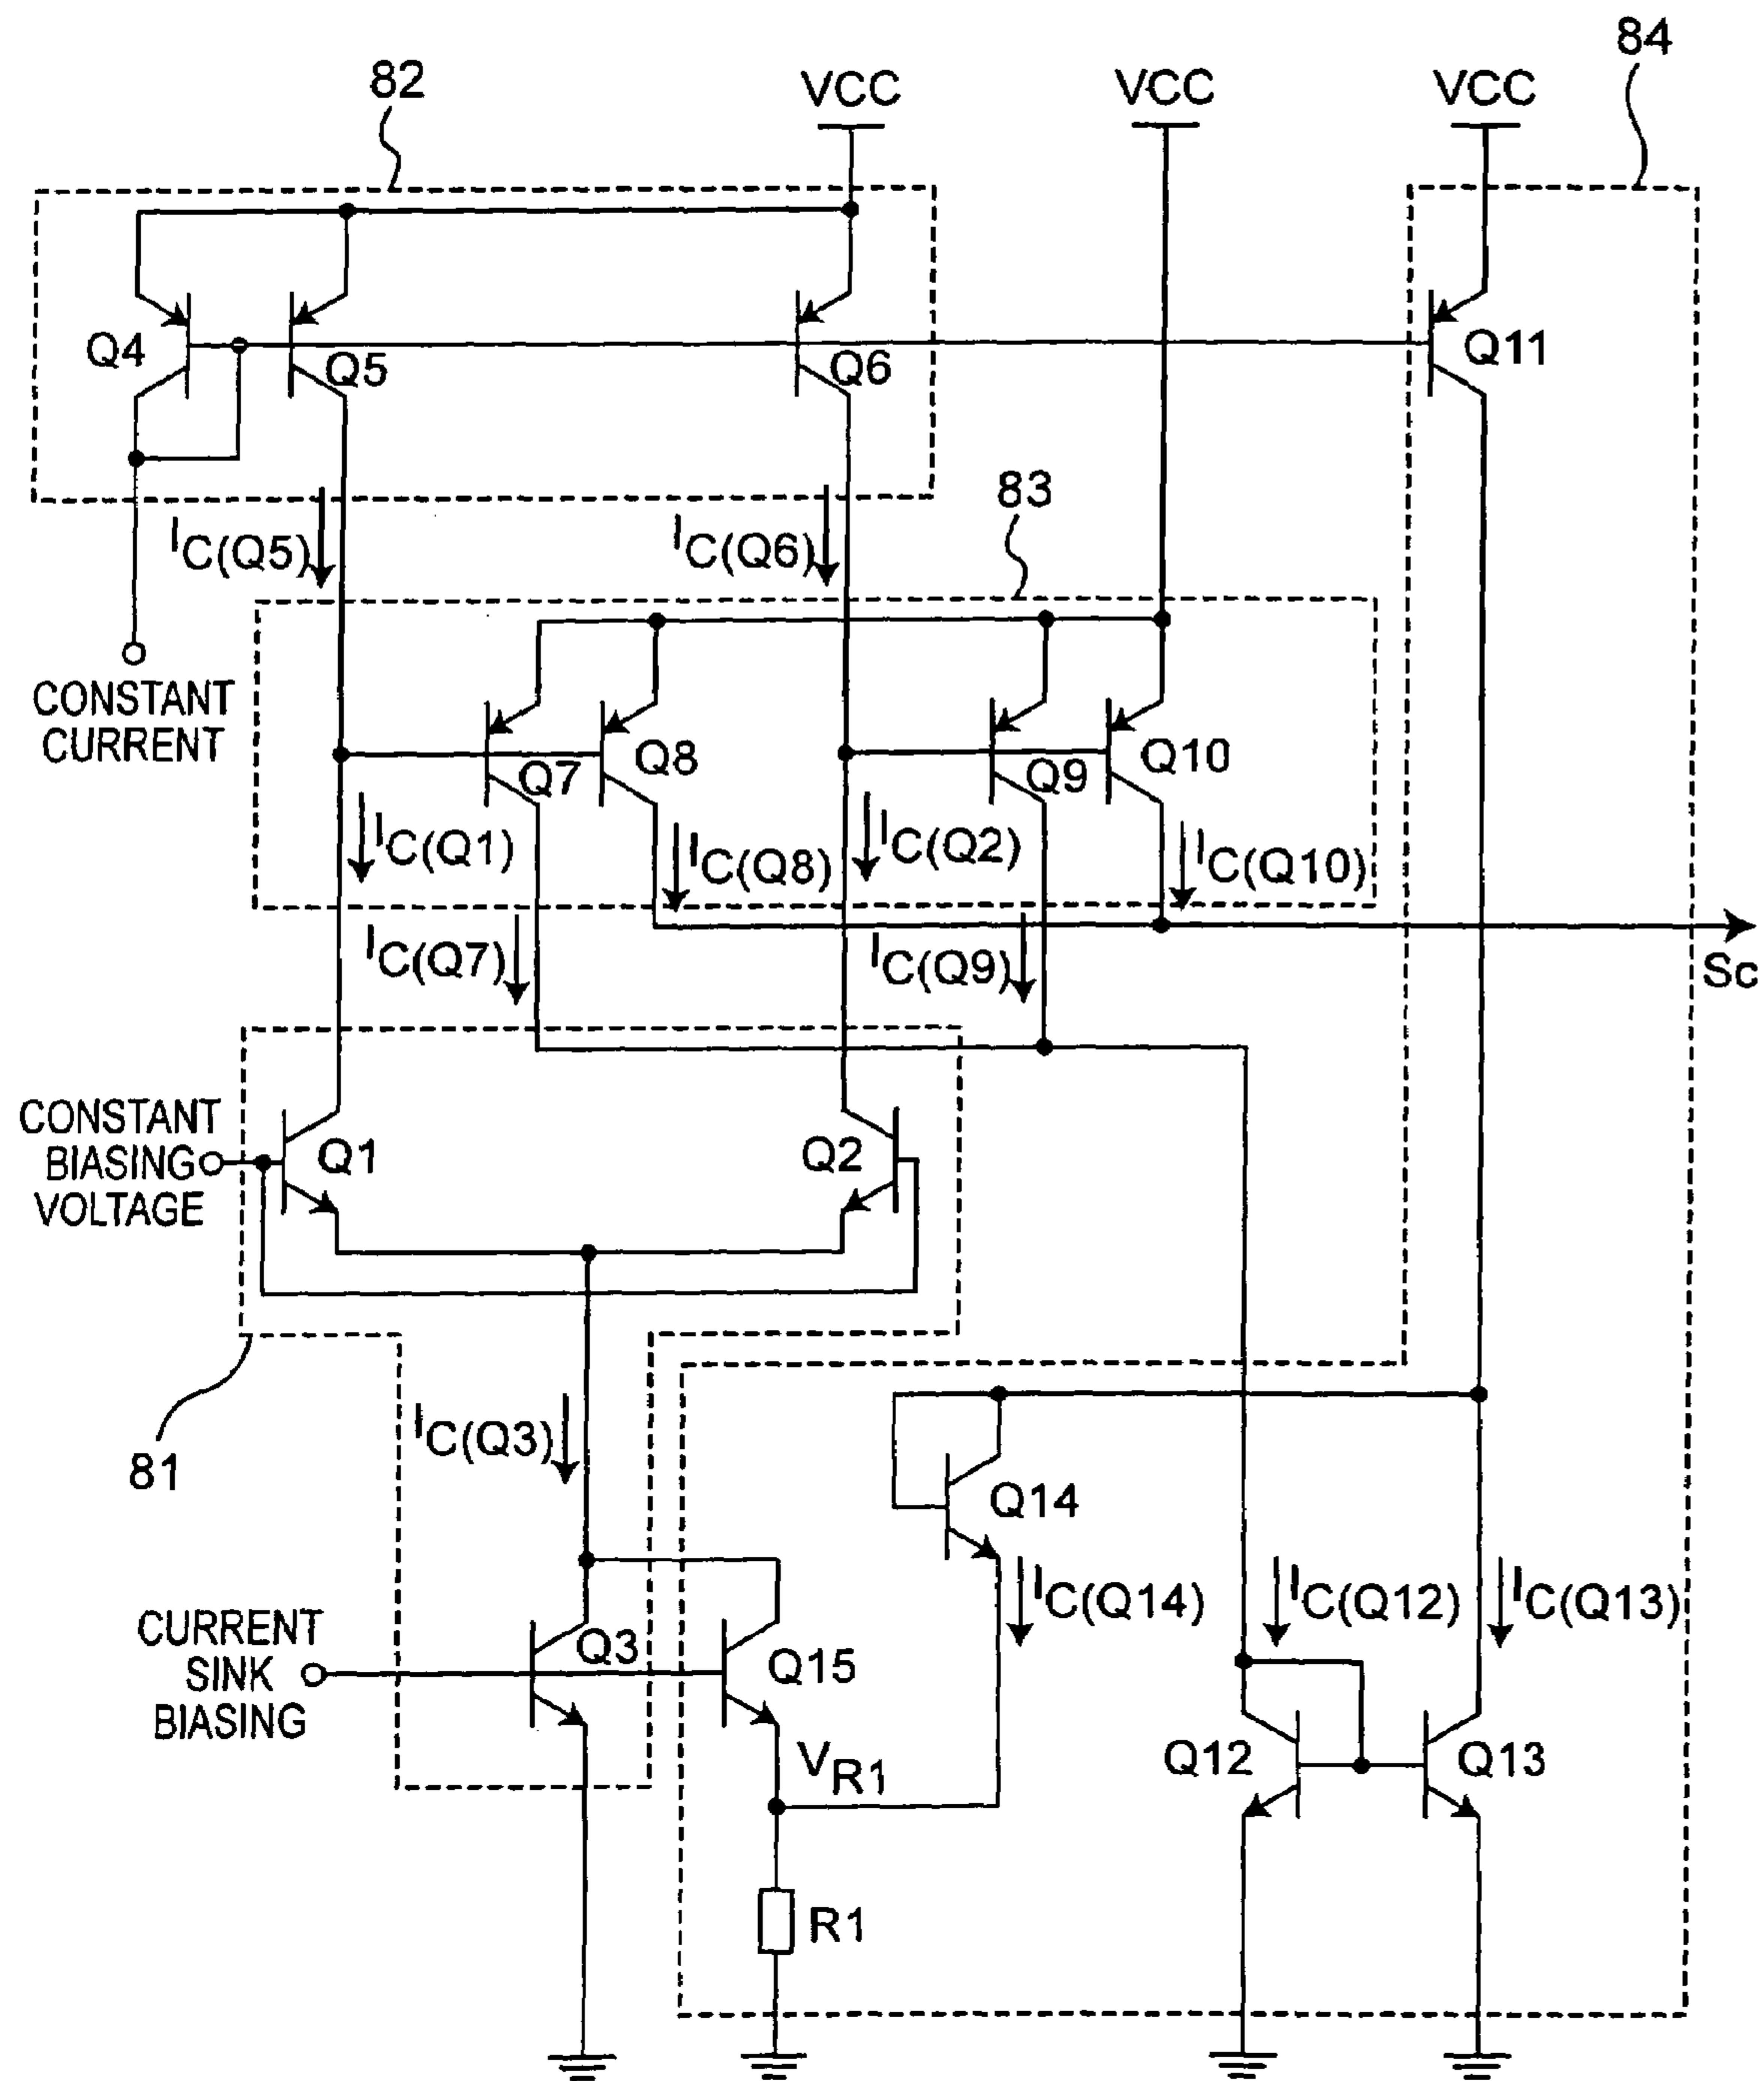 84
82
VCC
VCC
VCC
Q4
Q5
Q6
Q11
IC(Q5)
IC(Q6)
83
CONSTANT
CURRENT
Q7
Q8
Q9
Q10
IC(Q1)
IC(Q8)
IC(Q2)
IC(Q10)
IC(Q7)
IC(Q9)
Sc
CONSTANT
BIASING
VOLTAGE
Q1
Q2
81
IC(Q3)
Q14
IC(Q14)
IC(Q12)
IC(Q13)
CURRENT
SINK
BIASING
Q3
Q15
VR1
Q12
Q13
R1